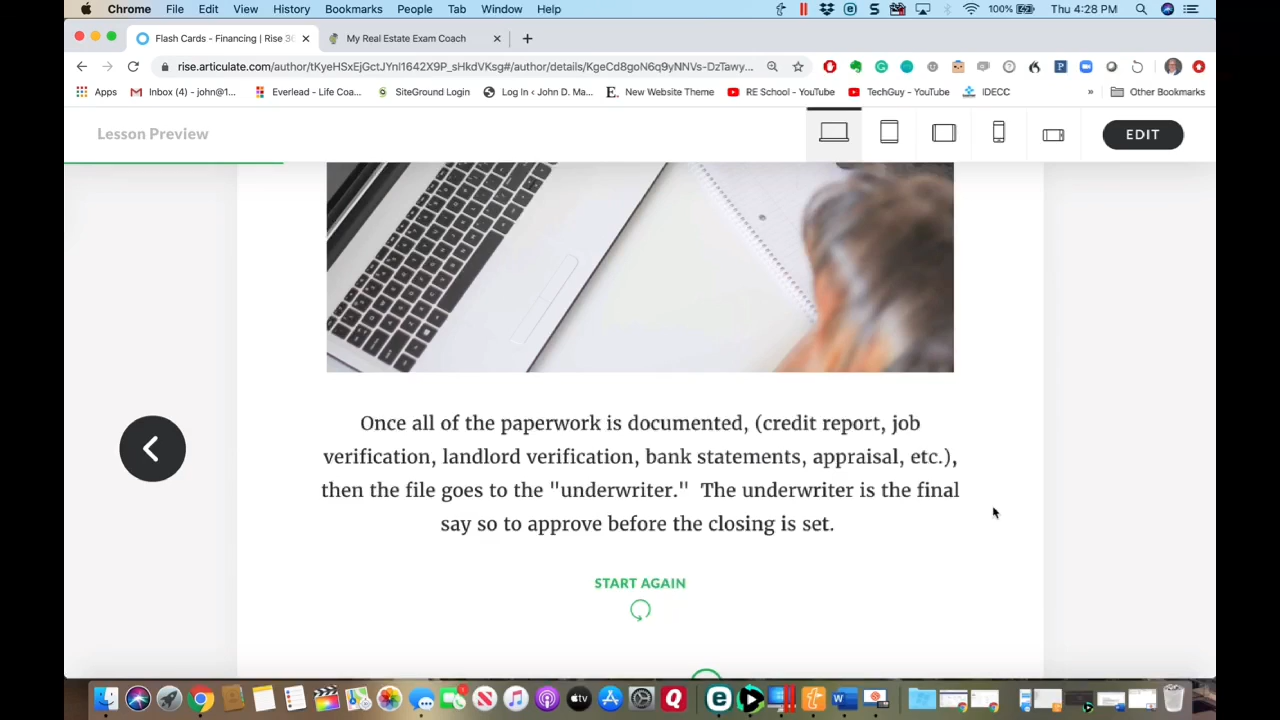 Chrome File Edit View History Bookmarks People Tab Window Help 100% Thu 4:28 PM
Flash Cards - Financing | Rise 36 My Real Estate Exam Coach
rise.articulate.com/author/tKyeHSxEjGctJYnl1642X9P_sHkdVKsg#/author/details/KgeCd8goN6q9yNNVs-DzTawy...
Apps Inbox (4) - john@1... Everlead - Life Coa... SiteGround Login Log In ‹ John D. Ma... New Website Theme RE School - YouTube TechGuy - YouTube IDECC » Other Bookmarks
Lesson Preview
EDIT
Once all of the paperwork is documented, (credit report, job
verification, landlord verification, bank statements, appraisal, etc.),
then the file goes to the "underwriter." The underwriter is the final
say so to approve before the closing is set.
START AGAIN